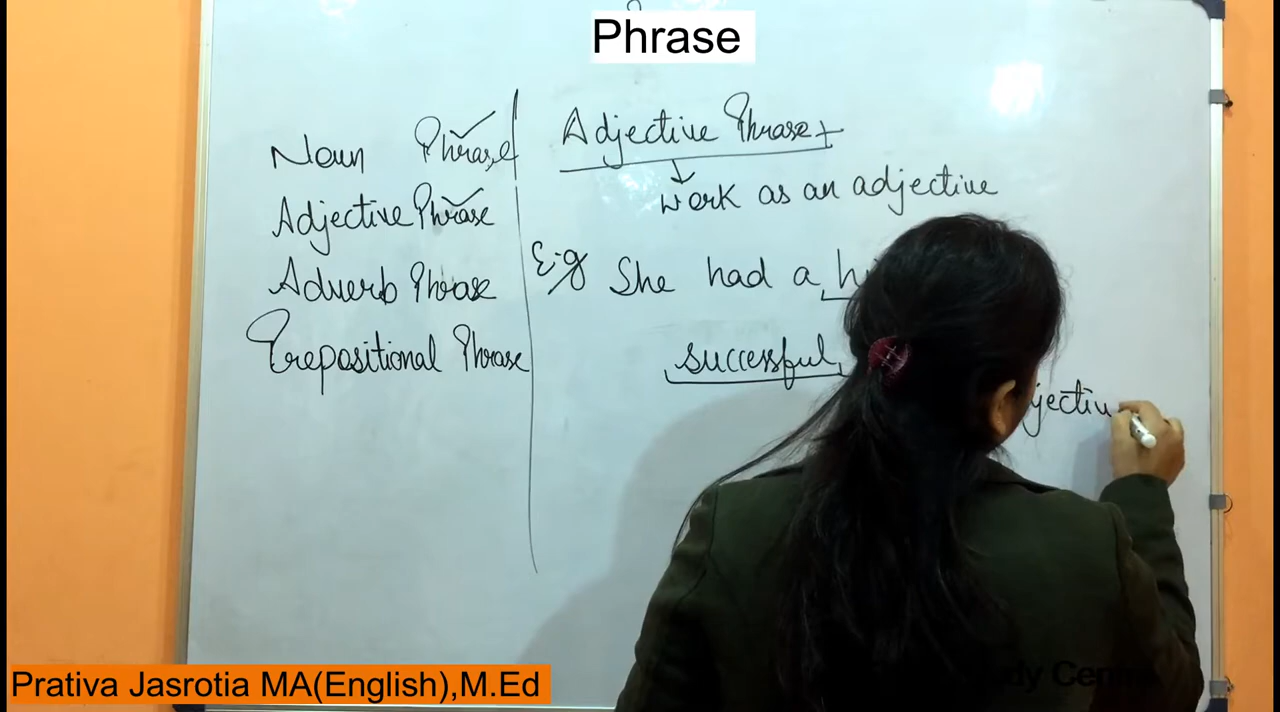 Phrase
Noun Phrase
Adjective Phrase
Adverb Phrase
Prepositional Phrase
Adjective Phrase
work as an adjective
E.g She had a
successful
Prativa Jasrotia MA(English),M.Ed